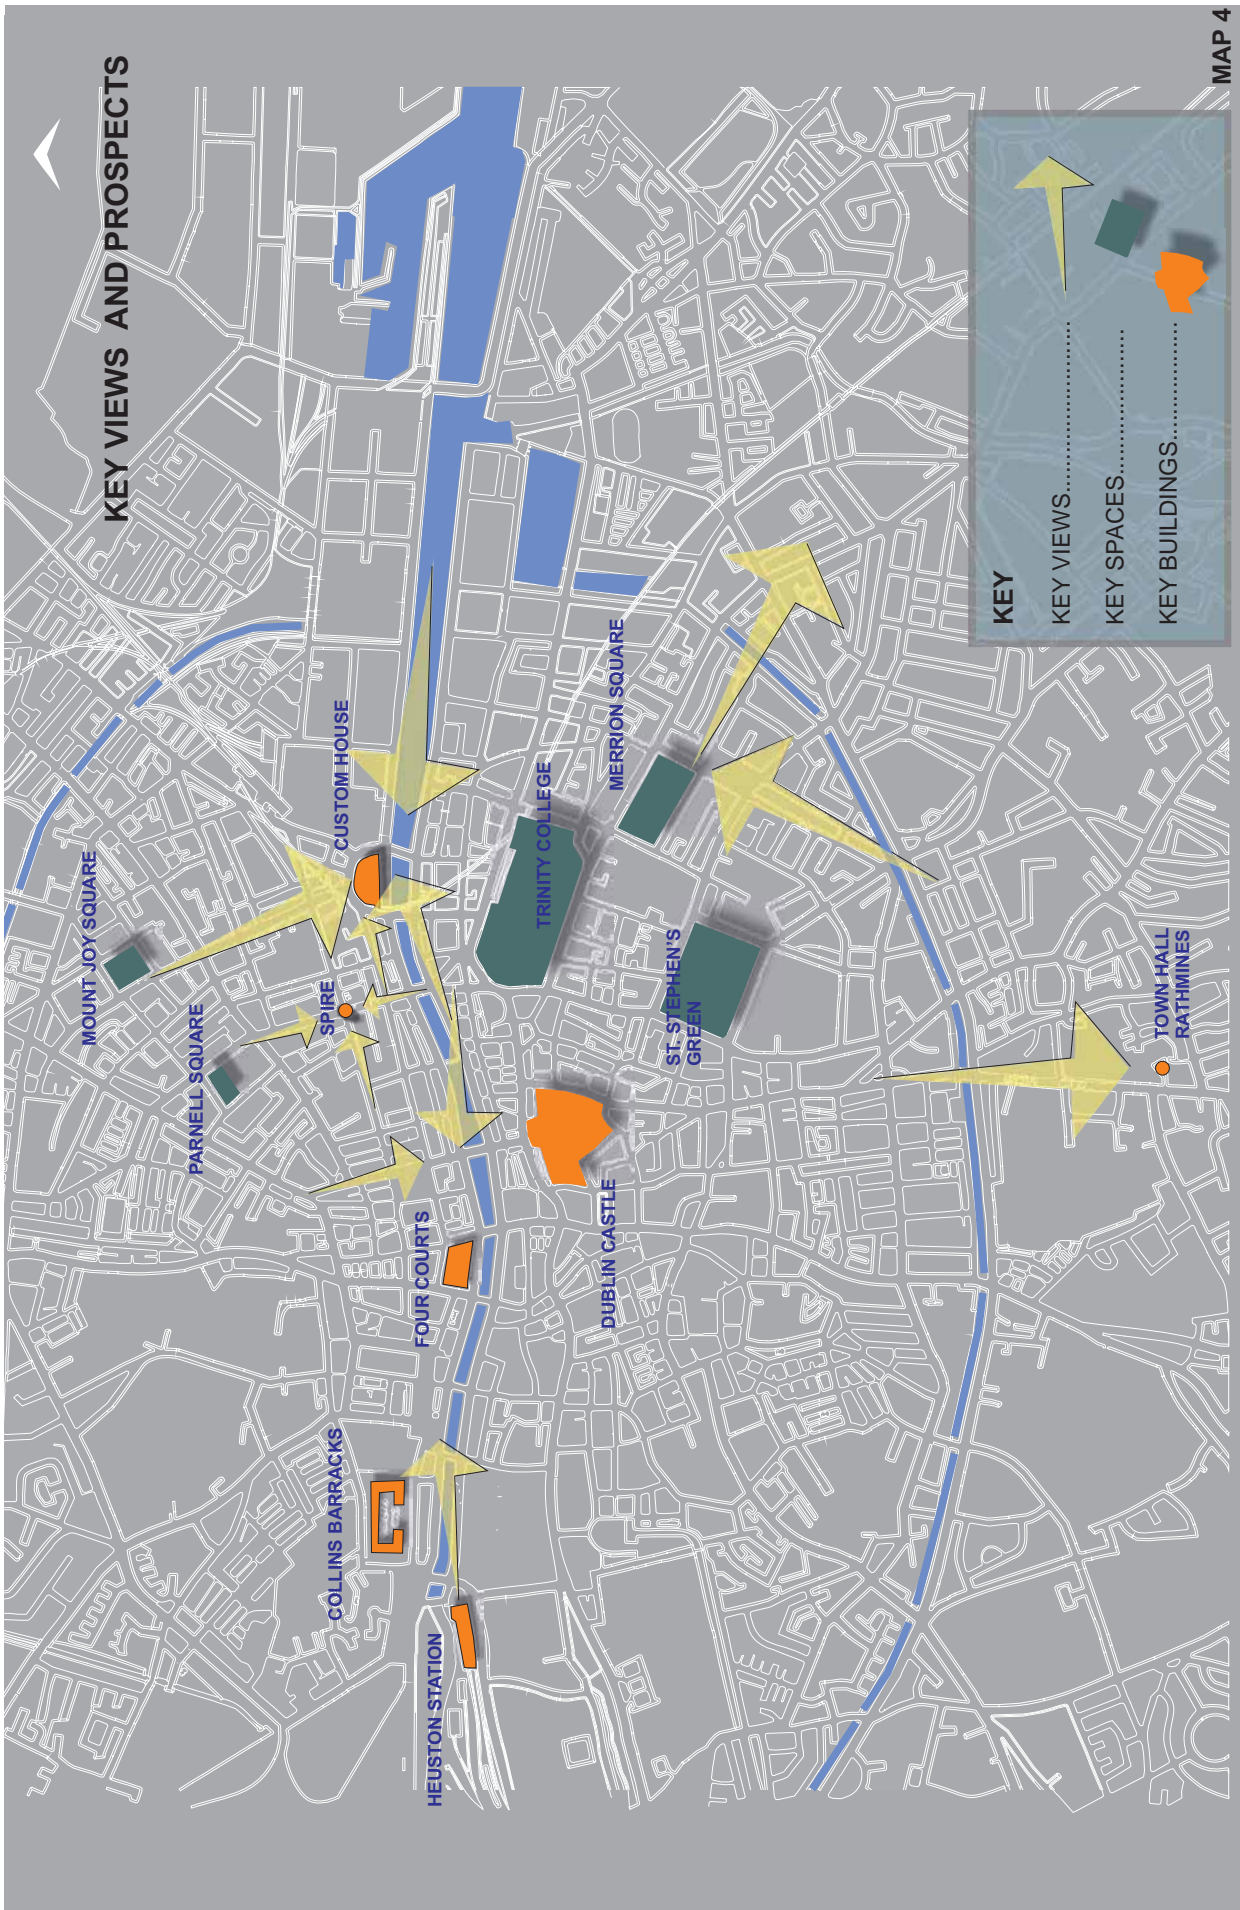 KEY VIEWS AND PROSPECTS
MOUNT JOY SQUARE
PARNELL SQUARE
SPIRE
CUSTOM HOUSE
COLLINS BARRACKS
FOUR COURTS
HEUSTON STATION
TRINITY COLLEGE
MERRION SQUARE
DUBLIN CASTLE
ST. STEPHEN'S
GREEN
TOWN HALL
RATHMINES
KEY
KEY VIEWS................................
KEY SPACES...........................
KEY BUILDINGS.....................
MAP 4